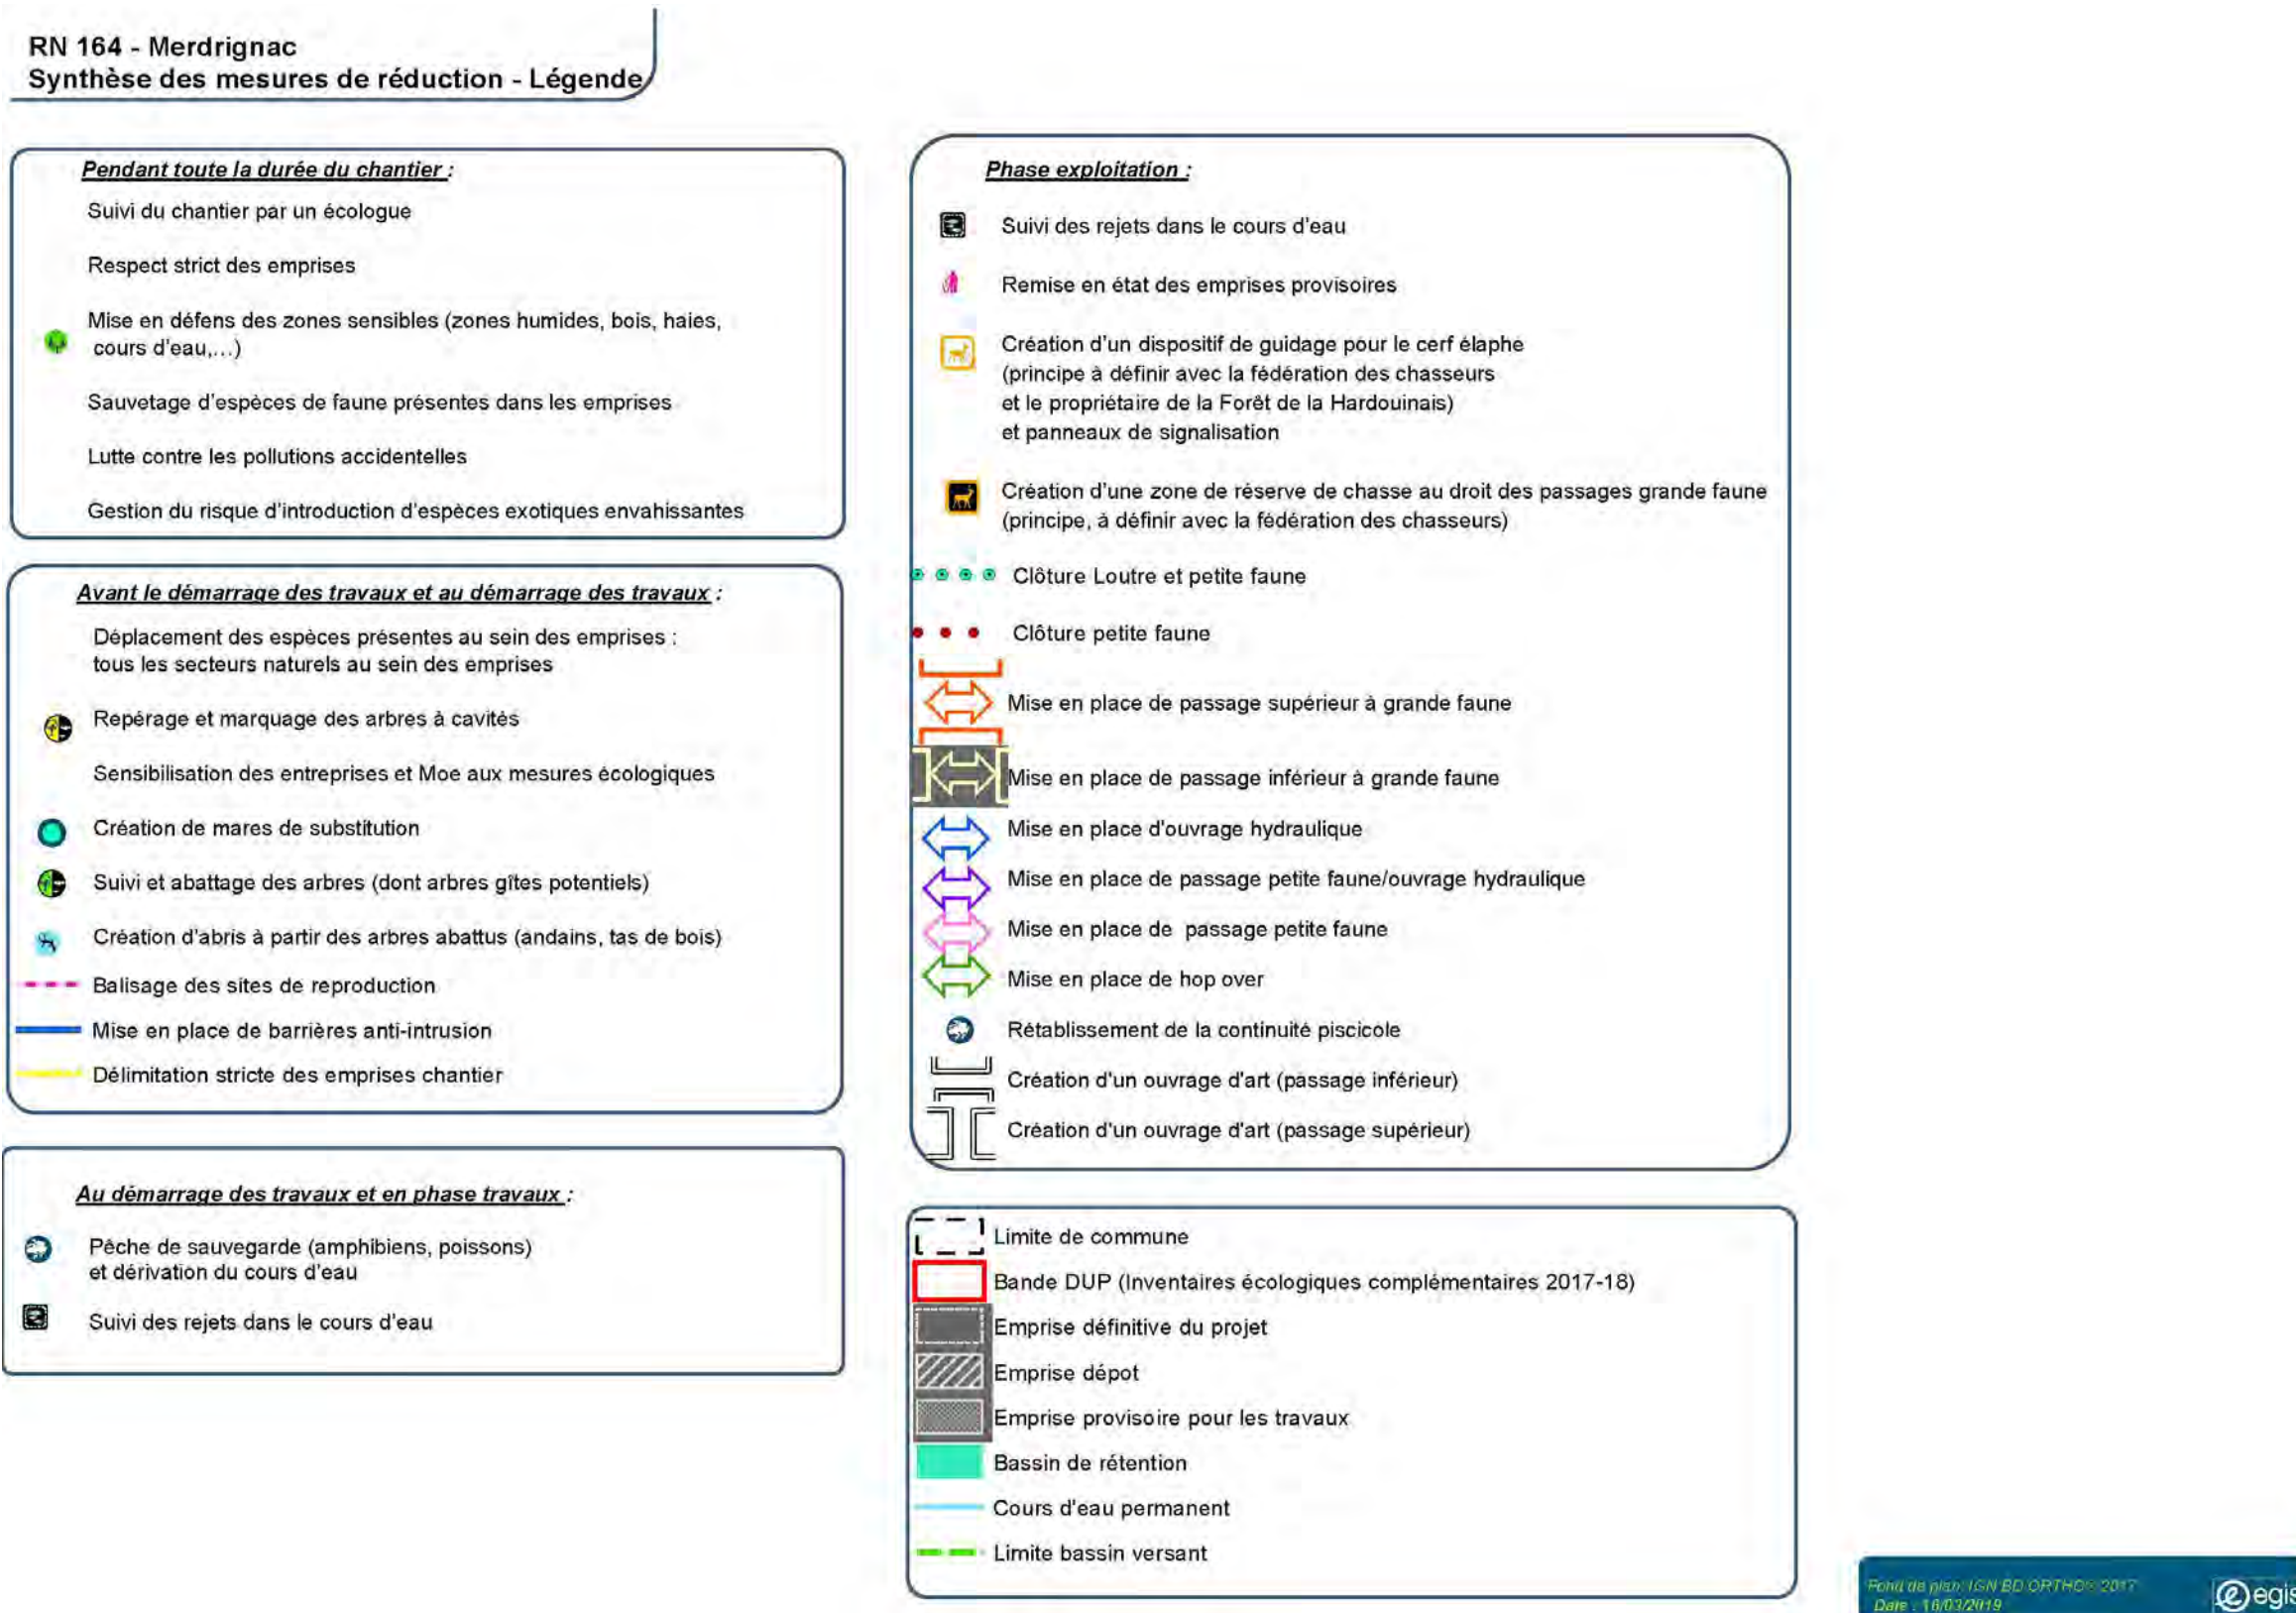 RN 164 - Merdrignac
Synthèse des mesures de réduction - Légende
Pendant toute la durée du chantier :
Suivi du chantier par un écologue
Respect strict des emprises
Mise en défens des zones sensibles (zones humides, bois, haies,
cours d'eau,...)
Sauvetage d'espèces de faune présentes dans les emprises
Lutte contre les pollutions accidentelles
Gestion du risque d'introduction d'espèces exotiques envahissantes
Avant le démarrage des travaux et au démarrage des travaux :
Déplacement des espèces présentes au sein des emprises :
tous les secteurs naturels au sein des emprises
Repérage et marquage des arbres à cavités
Sensibilisation des entreprises et Moe aux mesures écologiques
Création de mares de substitution
Suivi et abattage des arbres (dont arbres gîtes potentiels)
Création d'abris à partir des arbres abattus (andains, tas de bois)
Balisage des sites de reproduction
Mise en place de barrières anti-intrusion
Délimitation stricte des emprises chantier
Au démarrage des travaux et en phase travaux :
Pêche de sauvegarde (amphibiens, poissons)
et dérivation du cours d'eau
Suivi des rejets dans le cours d'eau
Phase exploitation :
Suivi des rejets dans le cours d'eau
Remise en état des emprises provisoires
Création d'un dispositif de guidage pour le cerf élaphe
(principe à définir avec la fédération des chasseurs
et le propriétaire de la Forêt de la Hardouinais)
et panneaux de signalisation
Création d'une zone de réserve de chasse au droit des passages grande faune
(principe, à définir avec la fédération des chasseurs)
Clôture Loutre et petite faune
Clôture petite faune
Mise en place de passage supérieur à grande faune
Mise en place de passage inférieur à grande faune
Mise en place d'ouvrage hydraulique
Mise en place de passage petite faune/ouvrage hydraulique
Mise en place de passage petite faune
Mise en place de hop over
Rétablissement de la continuité piscicole
Création d'un ouvrage d'art (passage inférieur)
Création d'un ouvrage d'art (passage supérieur)
Limite de commune
Bande DUP (Inventaires écologiques complémentaires 2017-18)
Emprise définitive du projet
Emprise dépot
Emprise provisoire pour les travaux
Bassin de rétention
Cours d'eau permanent
Limite bassin versant
Fond de plan: IGN BD ORTHO® 2017
Date : 16/03/2019
egis